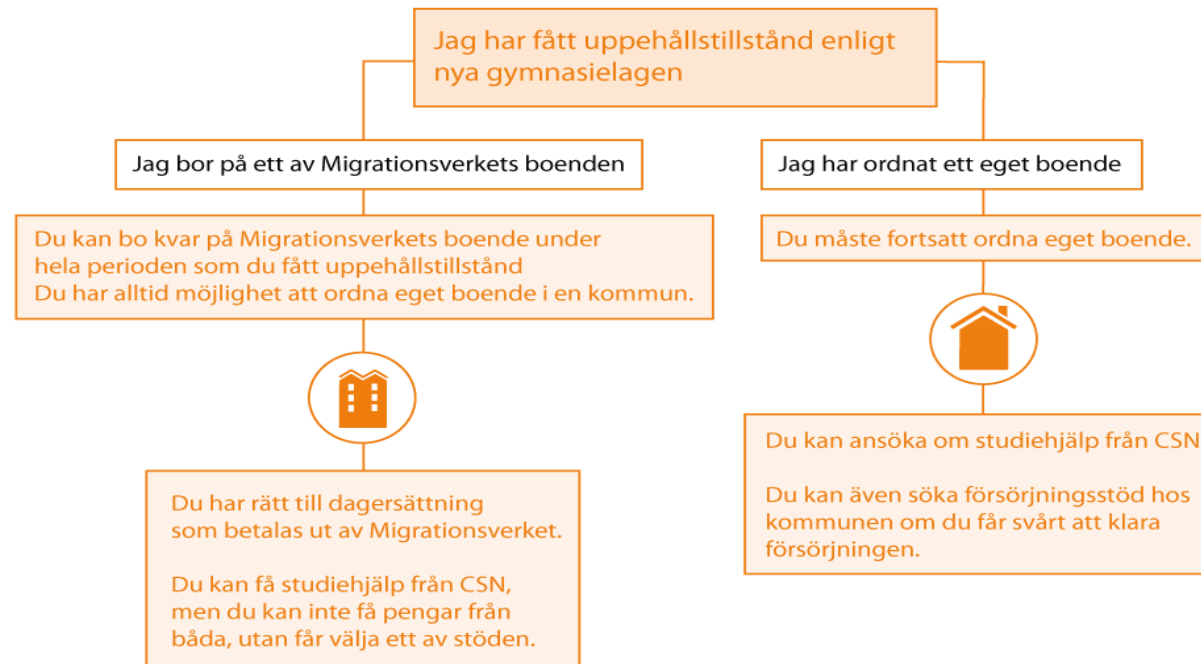 Jag har fått uppehållstillstånd enligt
nya gymnasielagen
Jag bor på ett av Migrationsverkets boenden
Du kan bo kvar på Migrationsverkets boende under
hela perioden som du fått uppehållstillstånd
Du har alltid möjlighet att ordna eget boende i en kommun.
Du har rätt till dagersättning
som betalas ut av Migrationsverket.
Du kan få studiehjälp från CSN,
men du kan inte få pengar från
båda, utan får välja ett av stöden.
Jag har ordnat ett eget boende
Du måste fortsatt ordna eget boende.
Du kan ansöka om studiehjälp från CSN
Du kan även söka försörjningsstöd hos
kommunen om du får svårt att klara
försörjningen.